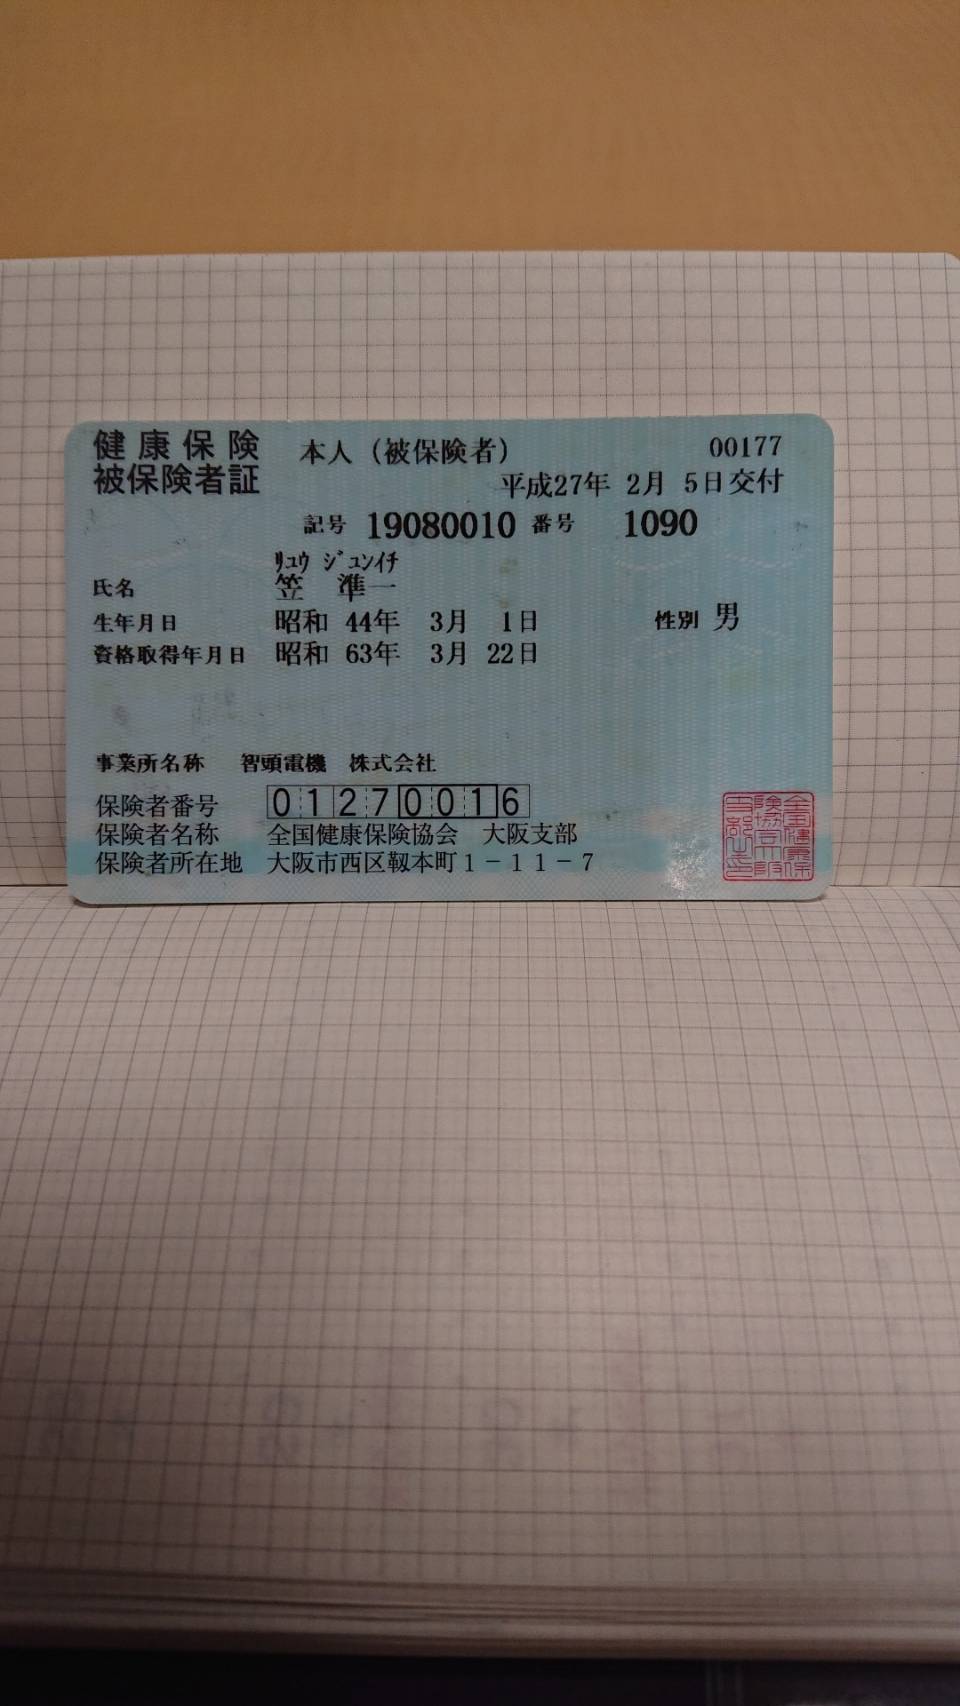 健康保険
被保険者証
本人（被保険者）
00177
平成27年 2月 5日交付
記号 19080010 番号 1090
ﾘﾕｳ ｼﾞﾕﾝｲﾁ
氏名 笠 準一
生年月日 昭和 44年 3月 1日 性別 男
資格取得年月日 昭和 63年 3月 22日
事業所名称 智頭電機 株式会社
保険者番号 01270016
保険者名称 全国健康保険協会 大阪支部
保険者所在地 大阪市西区靱本町1－11－7